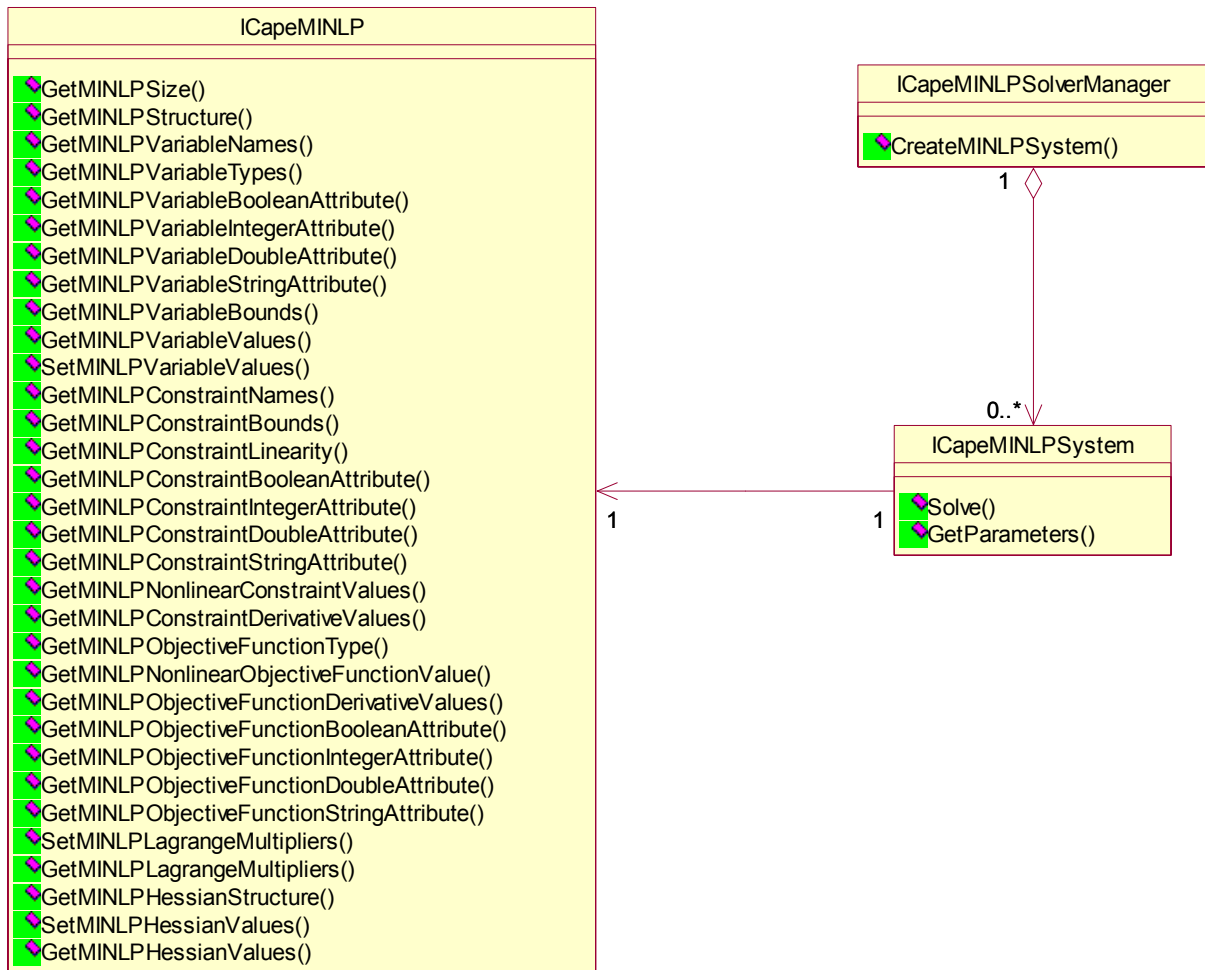 ICapeMINLP
GetMINLPSize()
GetMINLPStructure()
GetMINLPVariableNames()
GetMINLPVariableTypes()
GetMINLPVariableBooleanAttribute()
GetMINLPVariableIntegerAttribute()
GetMINLPVariableDoubleAttribute()
GetMINLPVariableStringAttribute()
GetMINLPVariableBounds()
GetMINLPVariableValues()
SetMINLPVariableValues()
GetMINLPConstraintNames()
GetMINLPConstraintBounds()
GetMINLPConstraintLinearity()
GetMINLPConstraintBooleanAttribute()
GetMINLPConstraintIntegerAttribute()
GetMINLPConstraintDoubleAttribute()
GetMINLPConstraintStringAttribute()
GetMINLPNonlinearConstraintValues()
GetMINLPConstraintDerivativeValues()
GetMINLPObjectiveFunctionType()
GetMINLPNonlinearObjectiveFunctionValue()
GetMINLPObjectiveFunctionDerivativeValues()
GetMINLPObjectiveFunctionBooleanAttribute()
GetMINLPObjectiveFunctionIntegerAttribute()
GetMINLPObjectiveFunctionDoubleAttribute()
GetMINLPObjectiveFunctionStringAttribute()
SetMINLPLagrangeMultipliers()
GetMINLPLagrangeMultipliers()
GetMINLPHessianStructure()
SetMINLPHessianValues()
GetMINLPHessianValues()
ICapeMINLPSolverManager
CreateMINLPSystem()
1
0..*
ICapeMINLPSystem
Solve()
GetParameters()
1
1